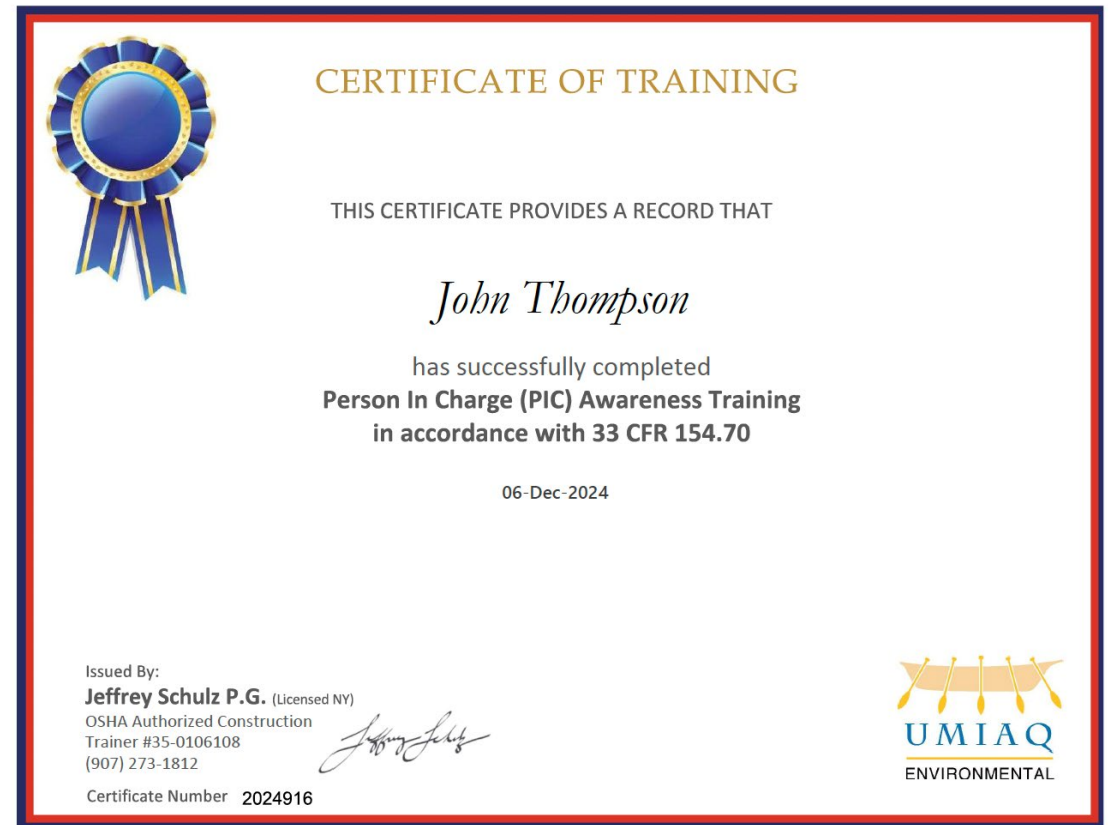 CERTIFICATE OF TRAINING
THIS CERTIFICATE PROVIDES A RECORD THAT
John Thompson
has successfully completed
Person In Charge (PIC) Awareness Training
in accordance with 33 CFR 154.70
06-Dec-2024
Issued By:
Jeffrey Schulz P.G. (Licensed NY)
OSHA Authorized Construction
Trainer #35-0106108
(907) 273-1812
Certificate Number 2024916
UMIAQ
ENVIRONMENTAL